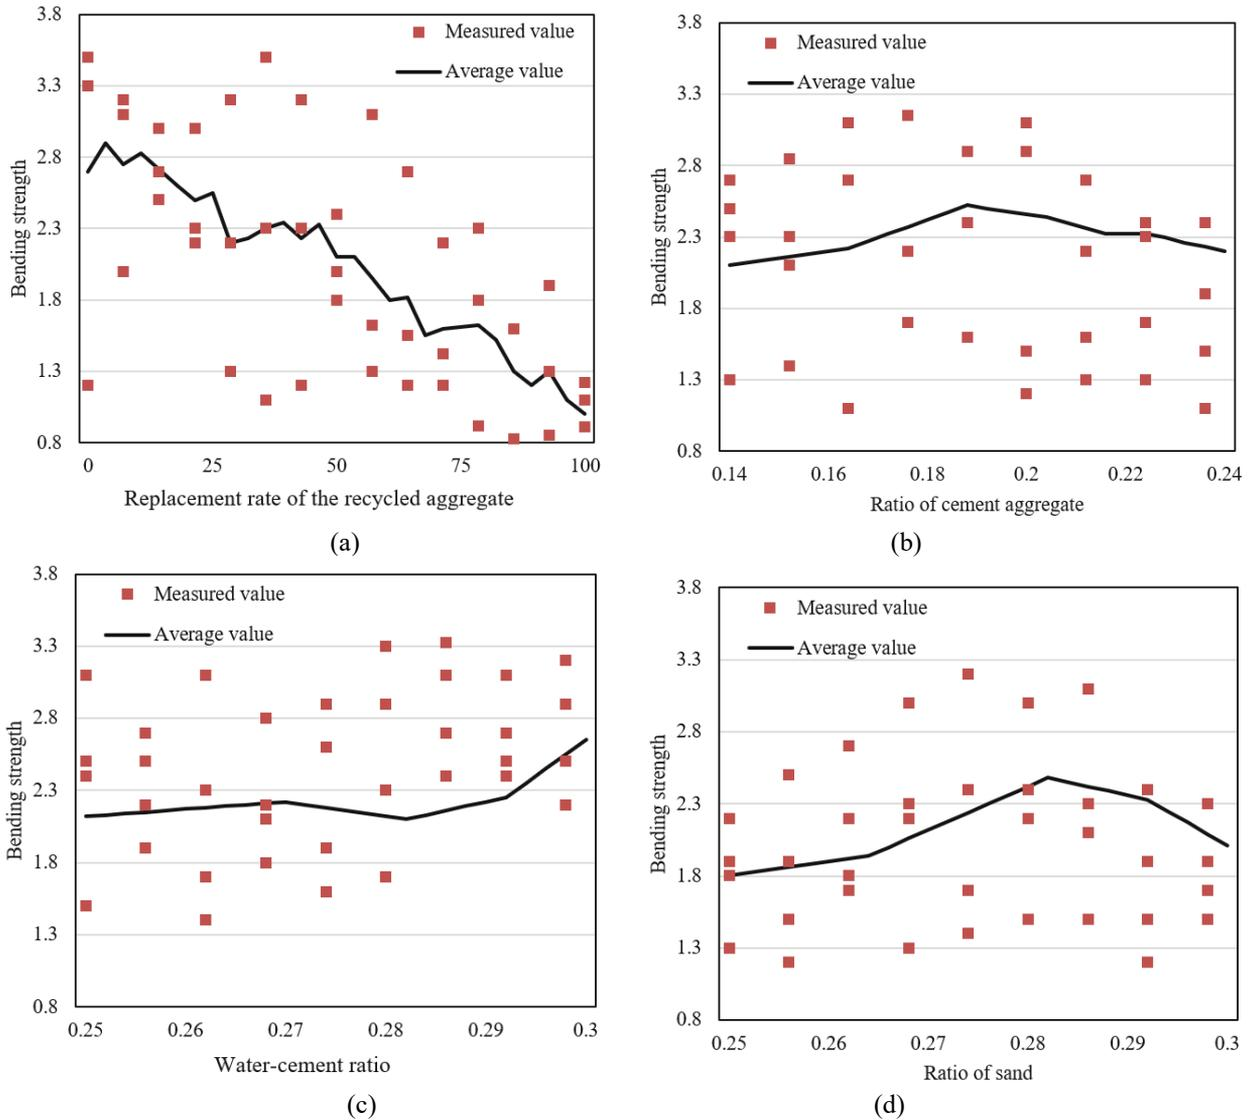 3.8
3.3
2.8
2.3
1.8
1.3
0.8
Bending strength
Measured value
Average value
0 25 50 75 100
Replacement rate of the recycled aggregate
(a)
3.8
3.3
2.8
2.3
1.8
1.3
0.8
Bending strength
Measured value
Average value
0.14 0.16 0.18 0.2 0.22 0.24
Ratio of cement aggregate
(b)
3.8
3.3
2.8
2.3
1.8
1.3
0.8
Bending strength
Measured value
Average value
0.25 0.26 0.27 0.28 0.29 0.3
Water-cement ratio
(c)
3.8
3.3
2.8
2.3
1.8
1.3
0.8
Bending strength
Measured value
Average value
0.25 0.26 0.27 0.28 0.29 0.3
Ratio of sand
(d)